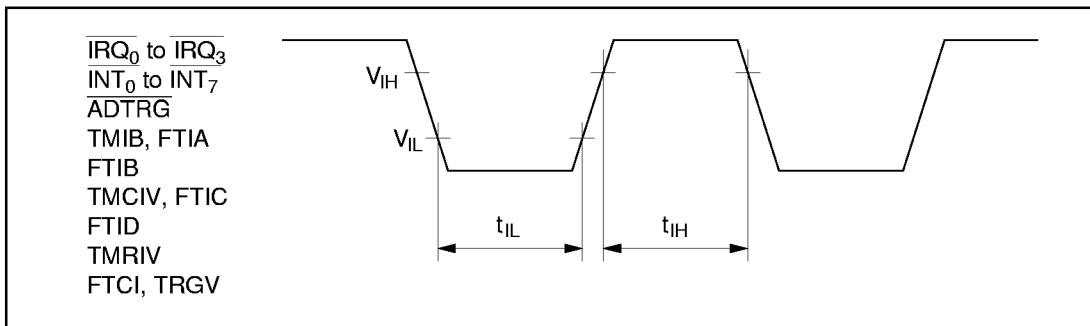 IRQ0 to IRQ3
INT0 to INT7
ADTRG
TMIB, FTIA
FTIB
TMCIV, FTIC
FTID
TMRIV
FTCI, TRGV
VIH
VIL
tIL
tIH